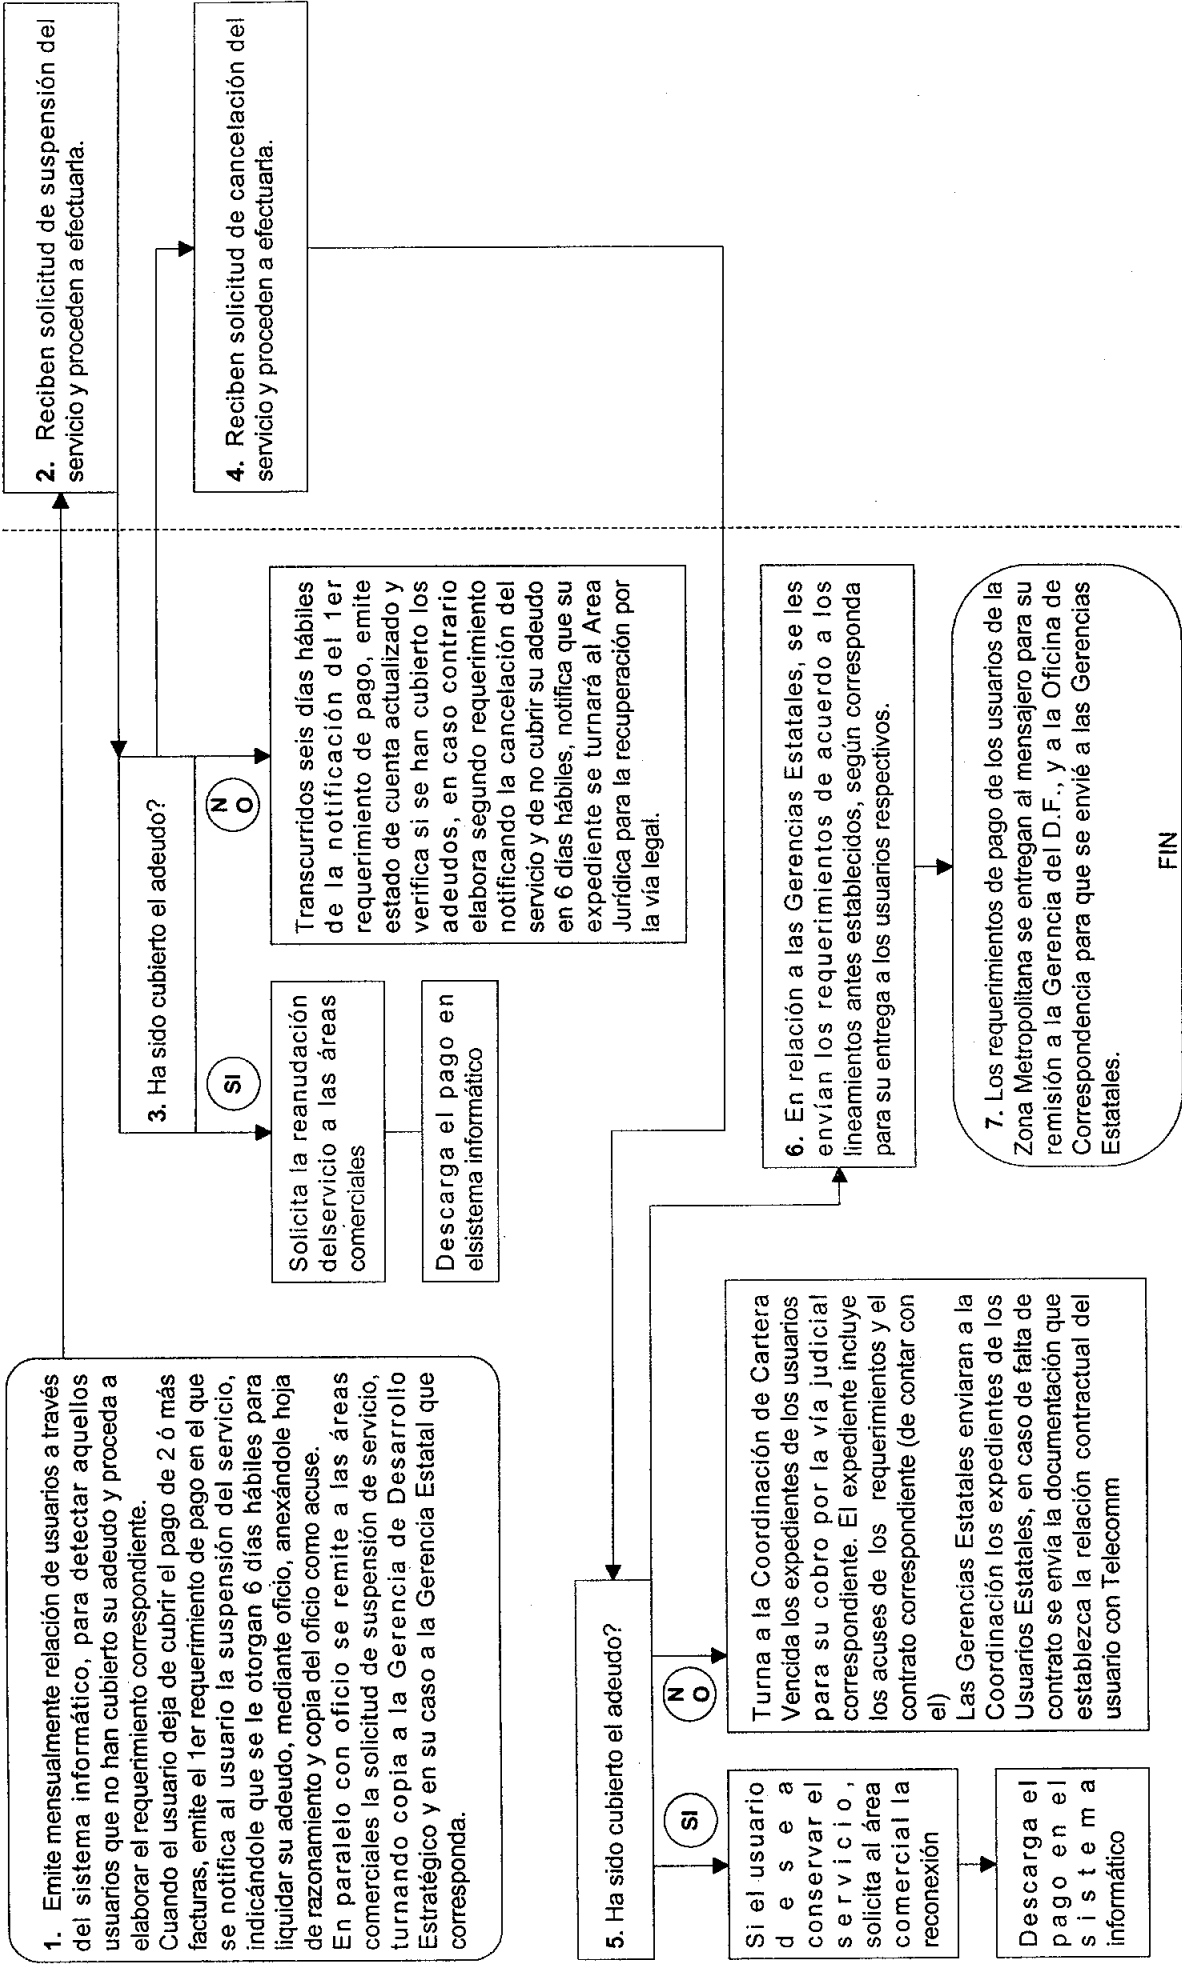 1. Emite mensualmente relación de usuarios a través
del sistema informático, para detectar aquellos
usuarios que no han cubierto su adeudo y proceda a
elaborar el requerimiento correspondiente.
Cuando el usuario deja de cubrir el pago de 2 ó más
facturas, emite el 1er requerimiento de pago en el que
se notifica al usuario la suspensión del servicio,
indicándole que se le otorgan 6 días hábiles para
liquidar su adeudo, mediante oficio, anexándole hoja
de razonamiento y copia del oficio como acuse.
En paralelo con oficio se remite a las áreas
comerciales la solicitud de suspensión de servicio,
turnando copia a la Gerencia de Desarrollo
Estratégico y en su caso a la Gerencia Estatal que
corresponda.
2. Reciben solicitud de suspensión del
servicio y proceden a efectuarla.
3. Ha sido cubierto el adeudo?
SI
Solicita la reanudación
delservicio a las áreas
comerciales
Descarga el pago en
elsistema informático
N
O
Transcurridos seis días hábiles
de la notificación del 1er
requerimiento de pago, emite
estado de cuenta actualizado y
verifica si se han cubierto los
adeudos, en caso contrario
elabora segundo requerimiento
notificando la cancelación del
servicio y de no cubrir su adeudo
en 6 días hábiles, notifica que su
expediente se turnará al Area
Jurídica para la recuperación por
la vía legal.
4. Reciben solicitud de cancelación del
servicio y proceden a efectuarla.
5. Ha sido cubierto el adeudo?
SI
Si el usuario
desea
conservar el
servicio,
solicita al área
comercial la
reconexión
Descarga el
pago en el
sistema
informático
N
O
Turna a la Coordinación de Cartera
Vencida los expedientes de los usuarios
para su cobro por la vía judicial
correspondiente. El expediente incluye
los acuses de los requerimientos y el
contrato correspondiente (de contar con
el)
Las Gerencias Estatales enviaran a la
Coordinación los expedientes de los
Usuarios Estatales, en caso de falta de
contrato se envía la documentación que
establezca la relación contractual del
usuario con Telecomm
6. En relación a las Gerencias Estatales, se les
envían los requerimientos de acuerdo a los
lineamientos antes establecidos, según corresponda
para su entrega a los usuarios respectivos.
7. Los requerimientos de pago de los usuarios de la
Zona Metropolitana se entregan al mensajero para su
remisión a la Gerencia del D.F., y a la Oficina de
Correspondencia para que se envié a las Gerencias
Estatales.
FIN